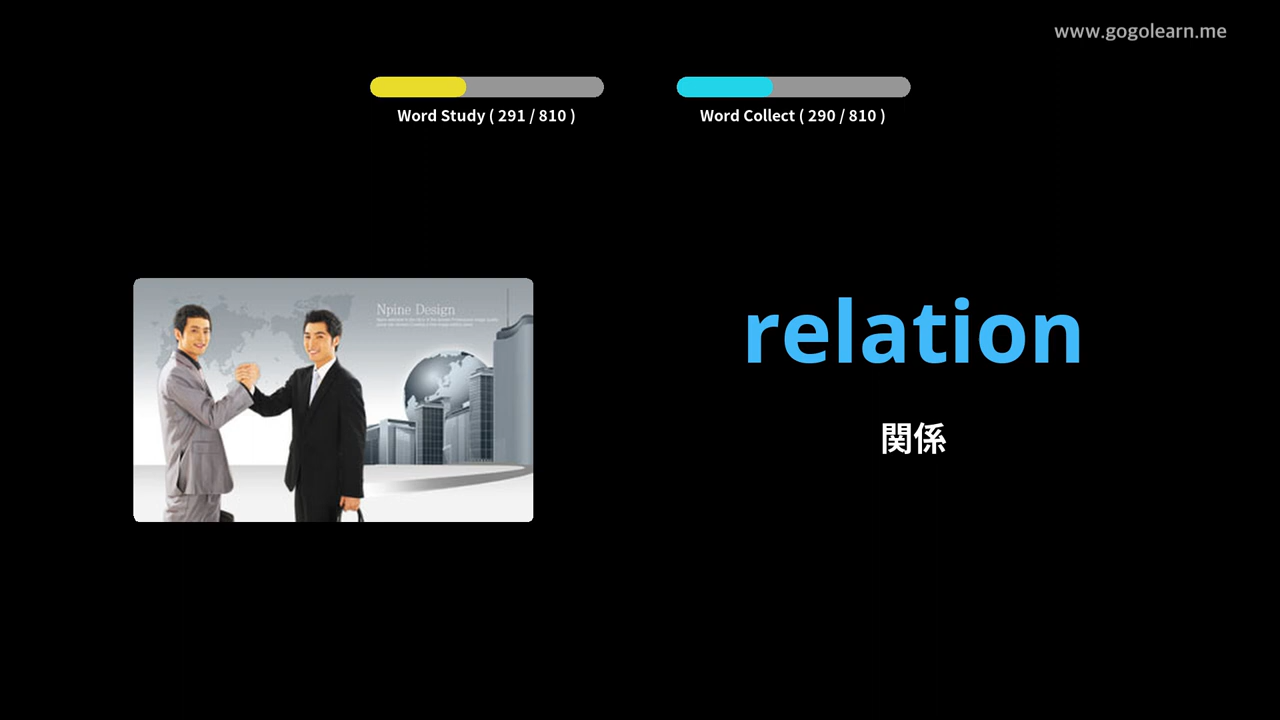 www.gogolearn.me
Word Study ( 291 / 810 )
Word Collect ( 290 / 810 )
Npine Design
relation
関係